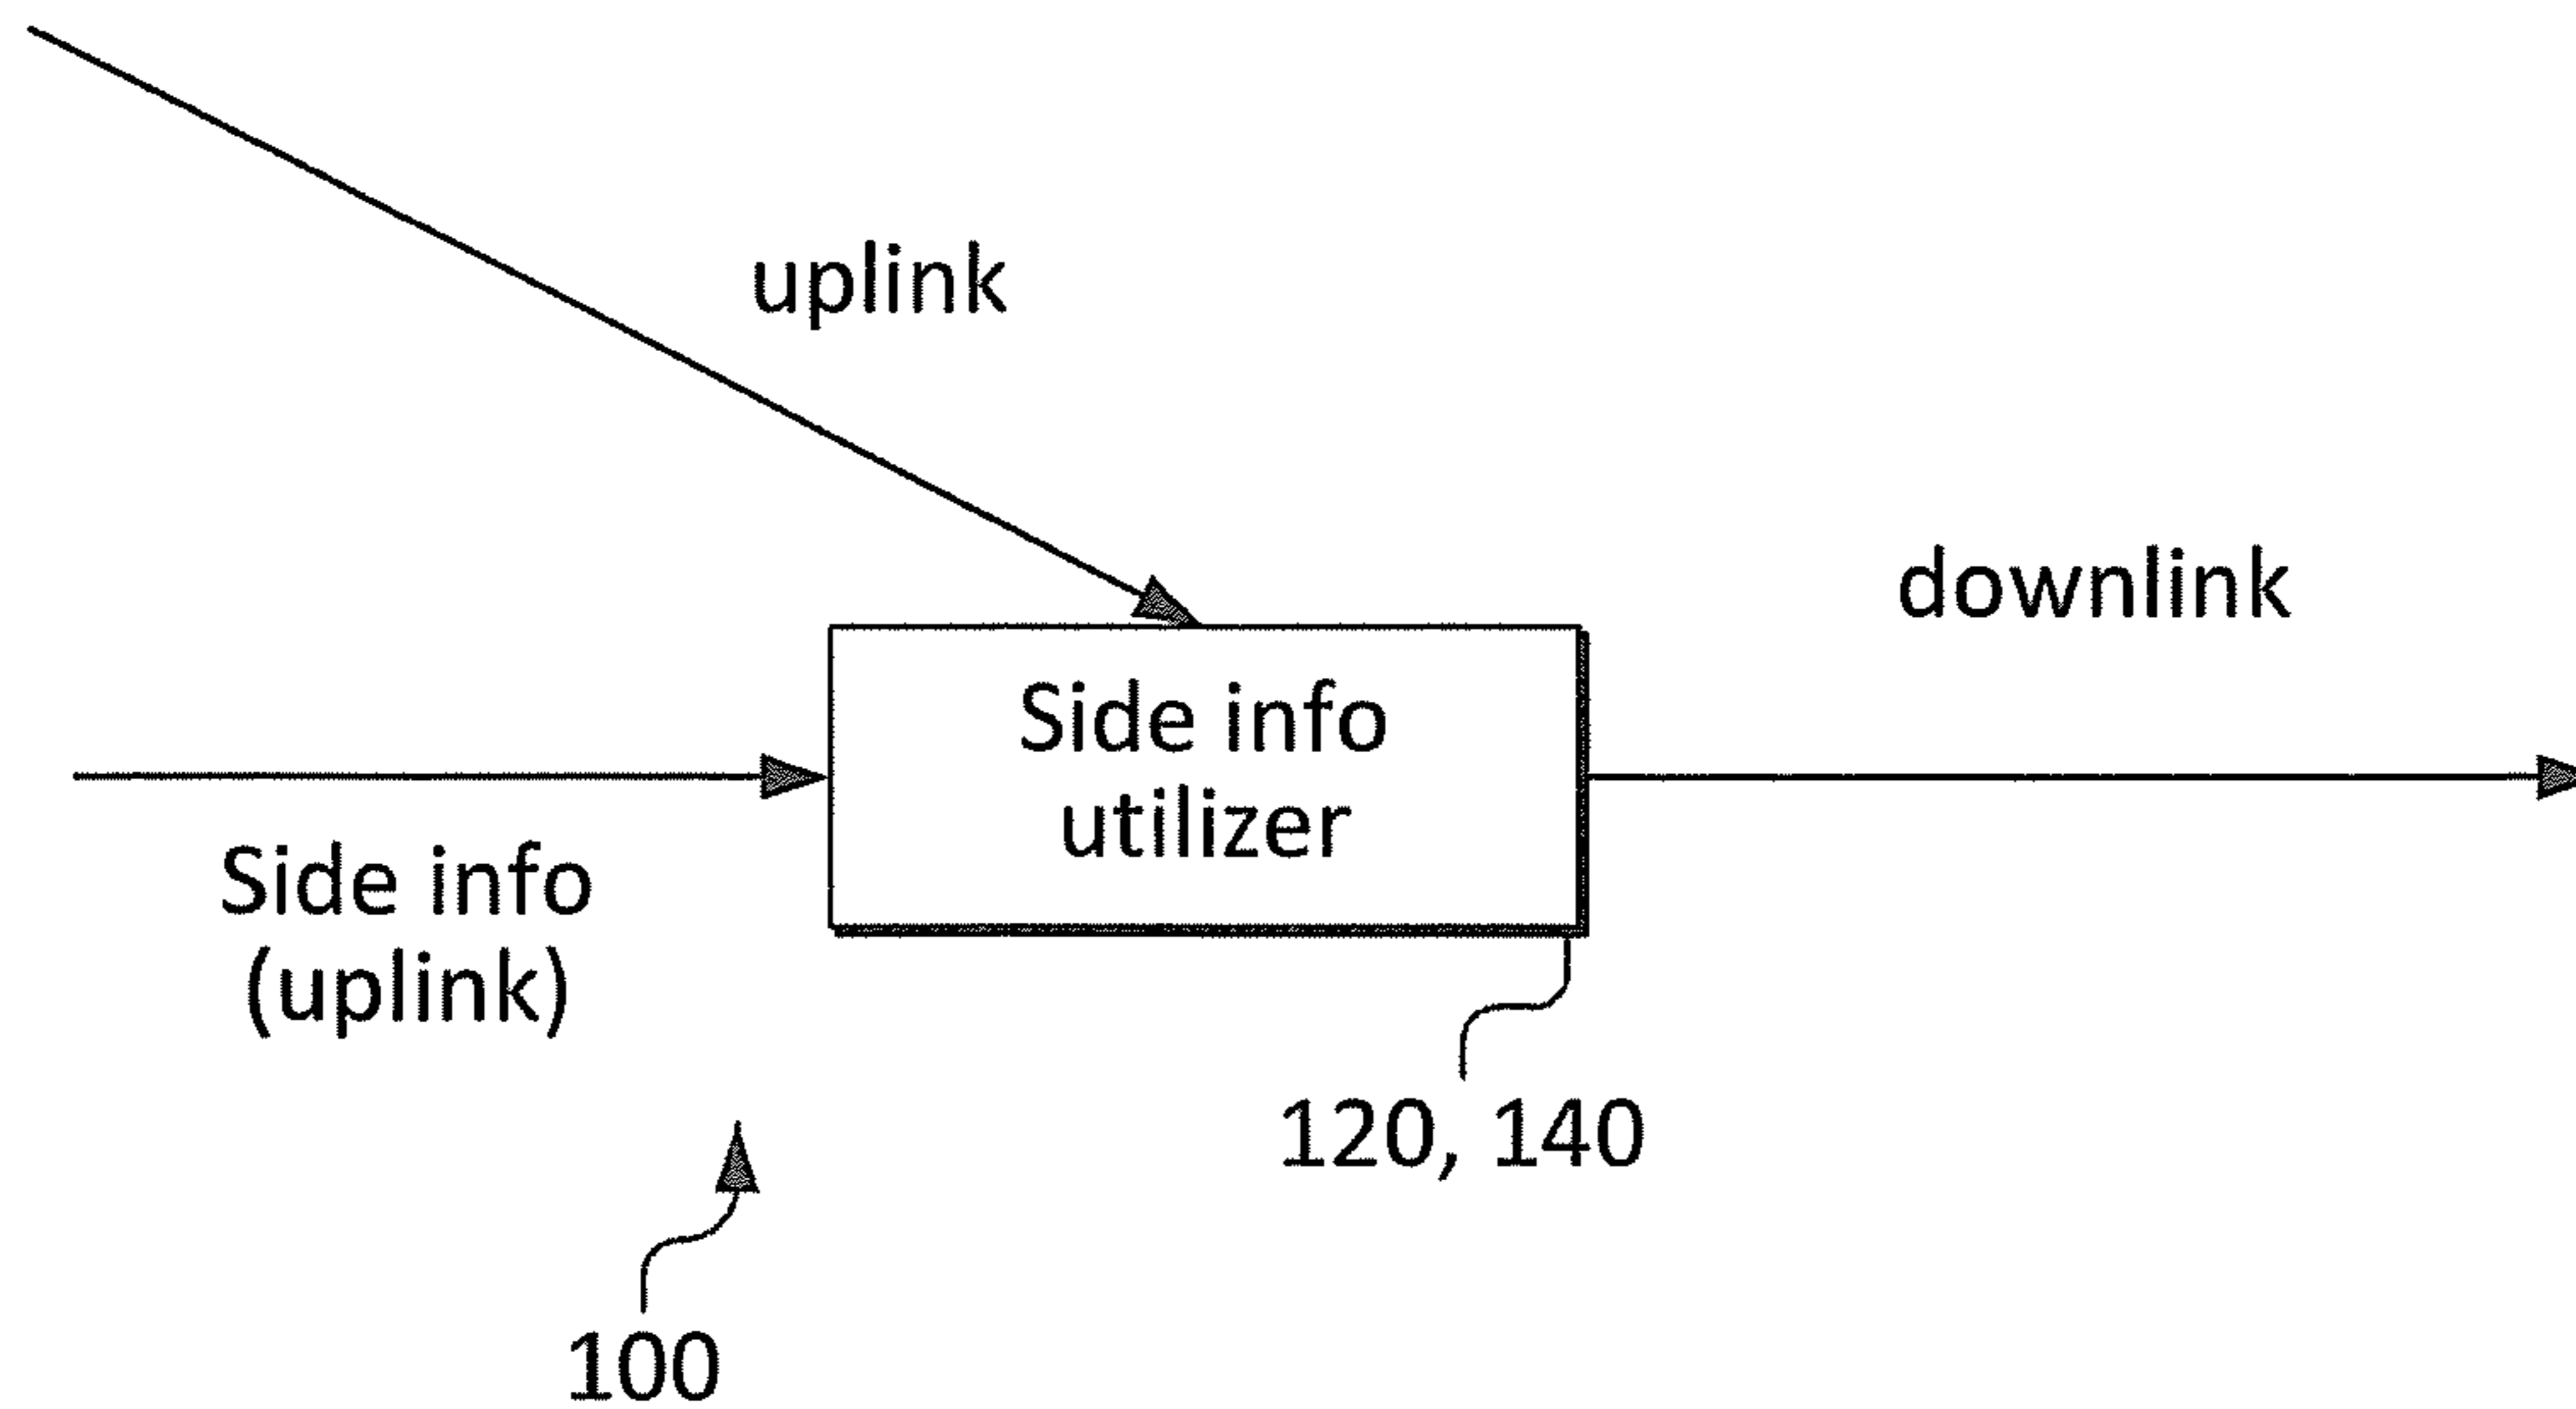 uplink
downlink
Side info
utilizer
Side info
(uplink)
120, 140
100